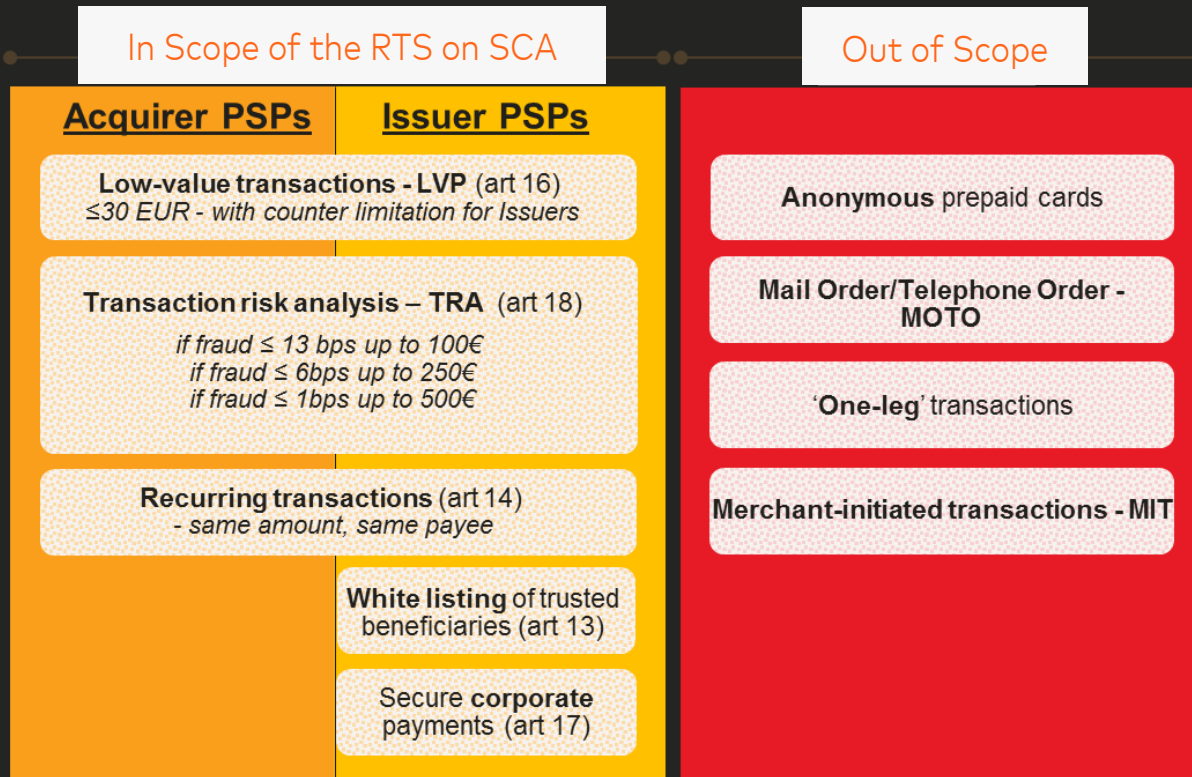 In Scope of the RTS on SCA
Out of Scope
Acquirer PSPs
Issuer PSPs
Low-value transactions - LVP (art 16)
≤30 EUR - with counter limitation for Issuers
Transaction risk analysis – TRA (art 18)
if fraud ≤ 13 bps up to 100€
if fraud ≤ 6bps up to 250€
if fraud ≤ 1bps up to 500€
Recurring transactions (art 14)
- same amount, same payee
White listing of trusted
beneficiaries (art 13)
Secure corporate
payments (art 17)
Anonymous prepaid cards
Mail Order/Telephone Order -
MOTO
‘One-leg’ transactions
Merchant-initiated transactions - MIT